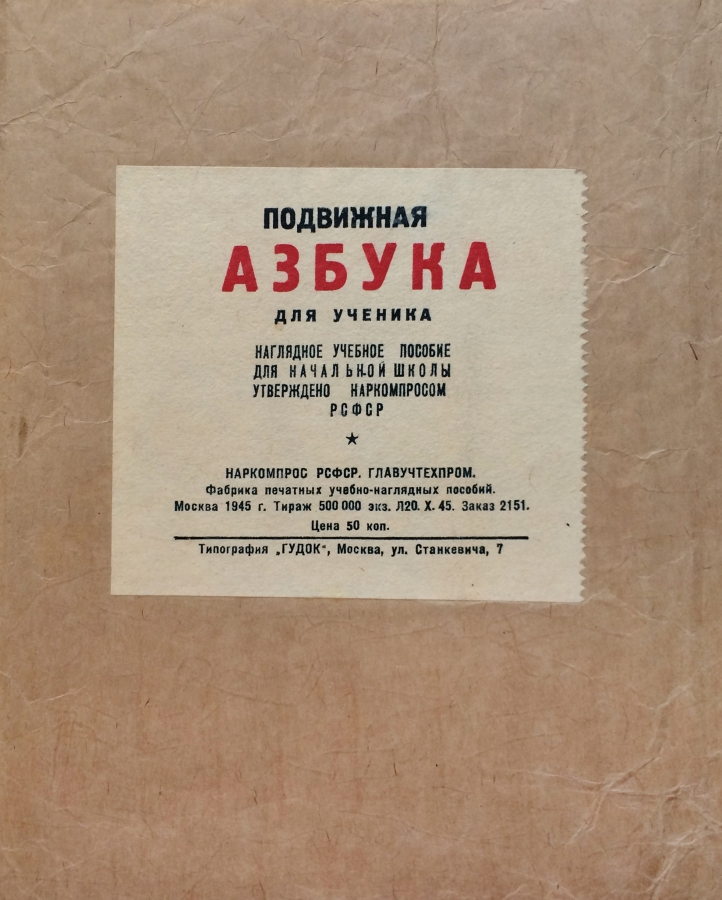 ПОДВИЖНАЯ
АЗБУКА
ДЛЯ УЧЕНИКА
НАГЛЯДНОЕ УЧЕБНОЕ ПОСОБИЕ
ДЛЯ НАЧАЛЬНОЙ ШКОЛЫ
УТВЕРЖДЕНО НАРКОМПРОСОМ
РСФСР
★
НАРКОМПРОС РСФСР. ГЛАВУЧТЕХПРОМ.
Фабрика печатных учебно-наглядных пособий.
Москва 1945 г. Тираж 500 000 экз. Л20. X. 45. Заказ 2151.
Цена 50 коп.
Типография „ГУДОК“, Москва, ул. Станкевича, 7